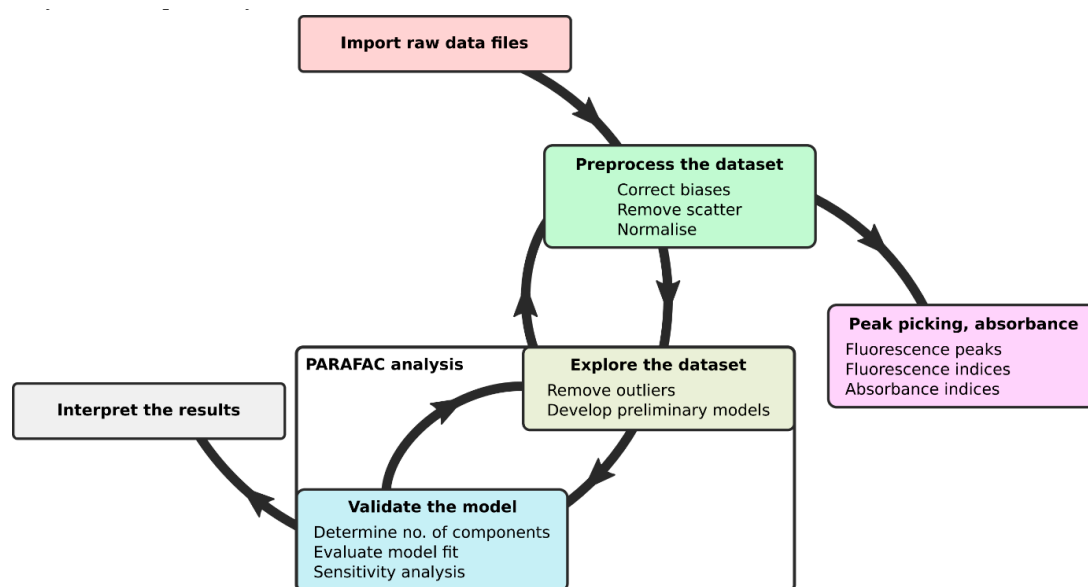 Import raw data files
Preprocess the dataset
Correct biases
Remove scatter
Normalise
Peak picking, absorbance
Fluorescence peaks
Fluorescence indices
Absorbance indices
PARAFAC analysis
Explore the dataset
Remove outliers
Develop preliminary models
Interpret the results
Validate the model
Determine no. of components
Evaluate model fit
Sensitivity analysis